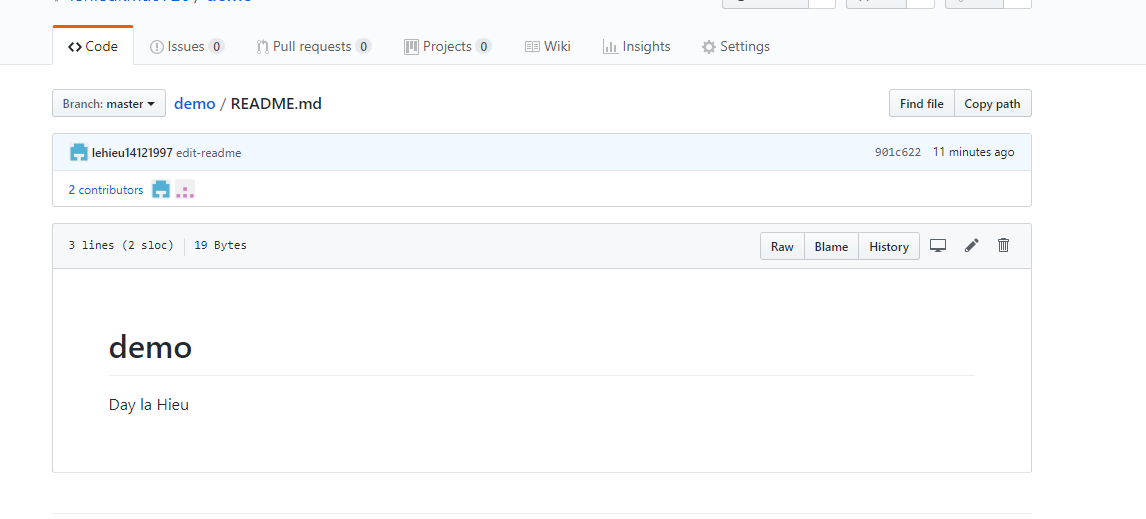 Code Issues 0 Pull requests 0 Projects 0 Wiki Insights Settings
Branch: master demo / README.md Find file Copy path
lehieu14121997 edit-readme 901c622 11 minutes ago
2 contributors
3 lines (2 sloc) 19 Bytes Raw Blame History
demo
Day la Hieu